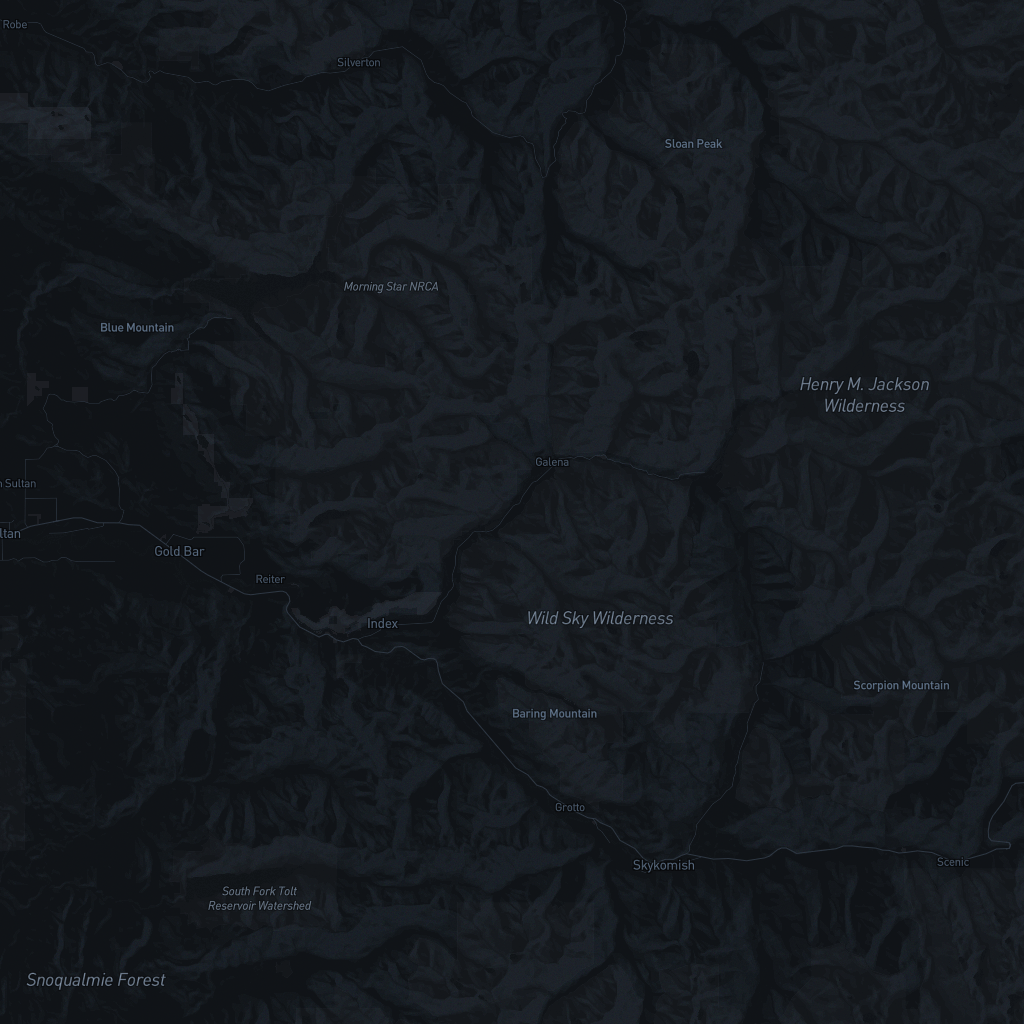 Robe
Silverton
Sloan Peak
Morning Star NRCA
Blue Mountain
Henry M. Jackson
Wilderness
Galena
Sultan
ltan
Gold Bar
Reiter
Index
Wild Sky Wilderness
Scorpion Mountain
Baring Mountain
Grotto
Skykomish
Scenic
South Fork Tolt
Reservoir Watershed
Snoqualmie Forest